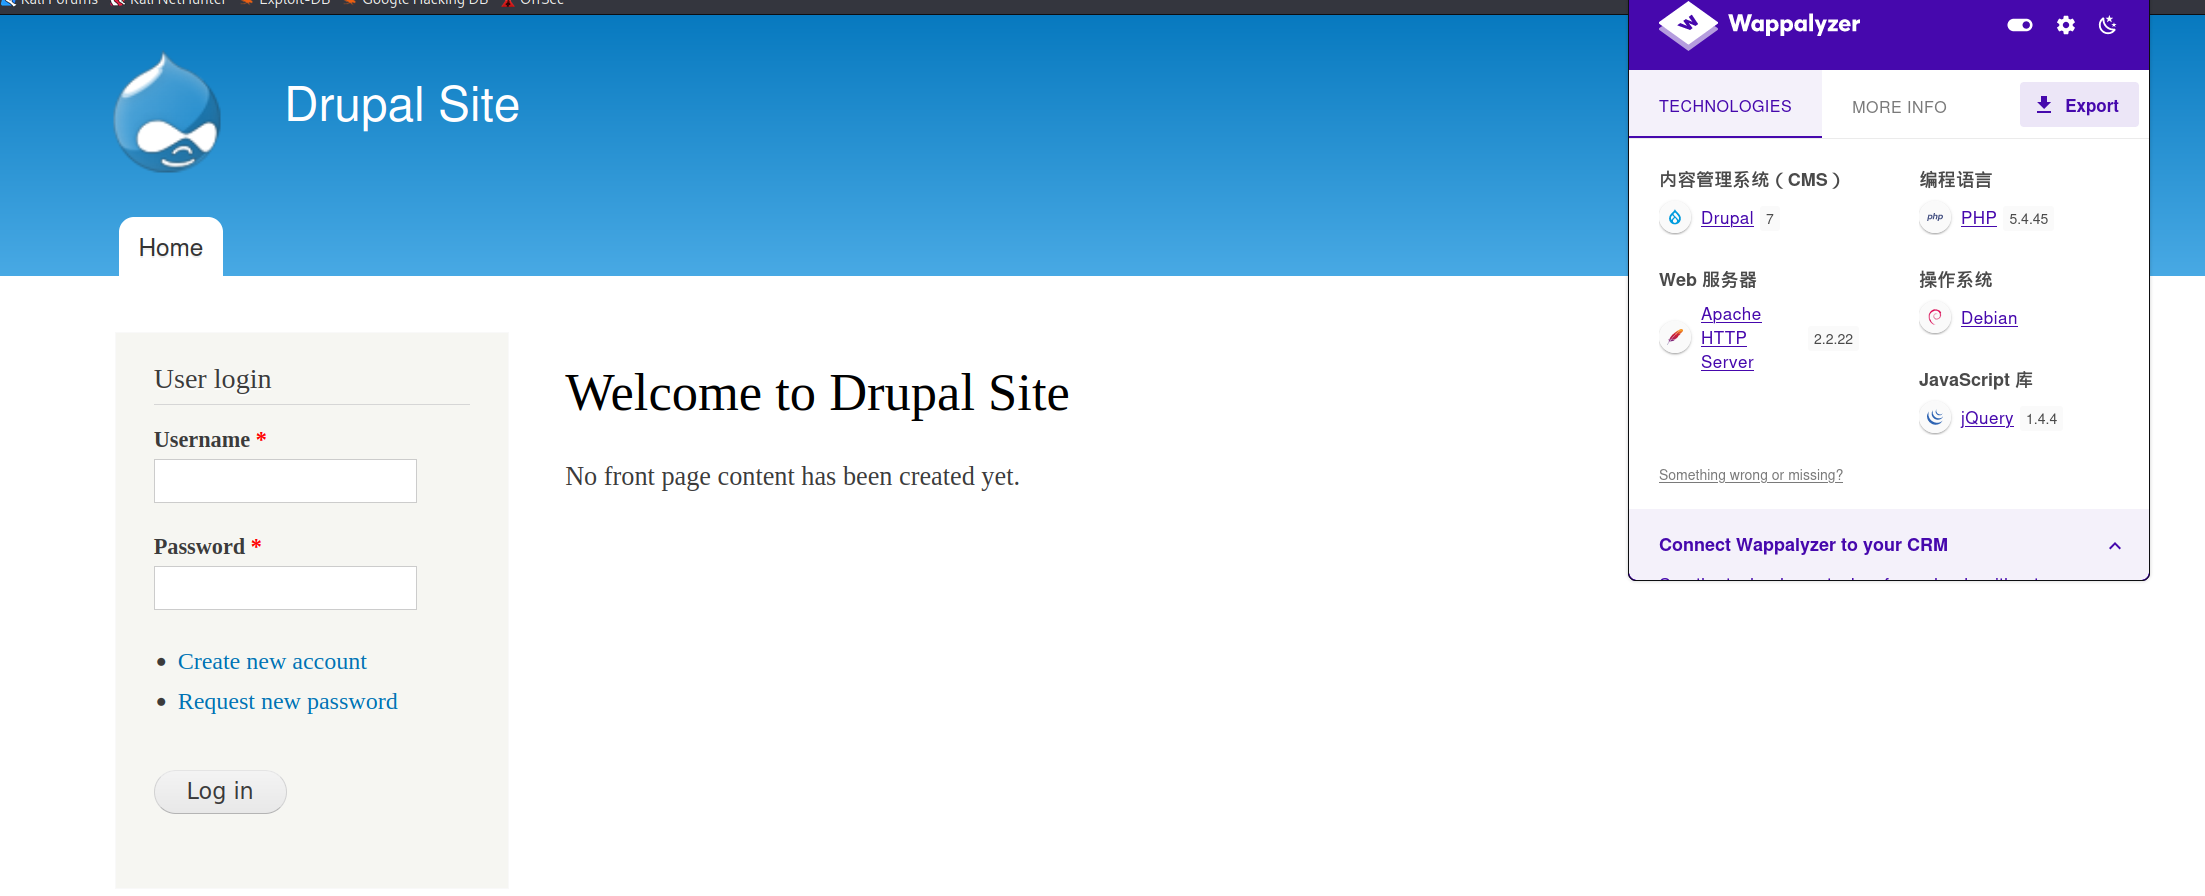 Kali Forums Kali NetHunter Exploit-DB Google Hacking DB OffSec
Drupal Site
Home
User login
Username *
Password *
Create new account
Request new password
Log in
Welcome to Drupal Site
No front page content has been created yet.
Wappalyzer
TECHNOLOGIES MORE INFO Export
内容管理系统（CMS）
Drupal 7
Web 服务器
Apache
HTTP
Server
2.2.22
编程语言
php PHP 5.4.45
操作系统
Debian
JavaScript 库
jQuery 1.4.4
Something wrong or missing?
Connect Wappalyzer to your CRM